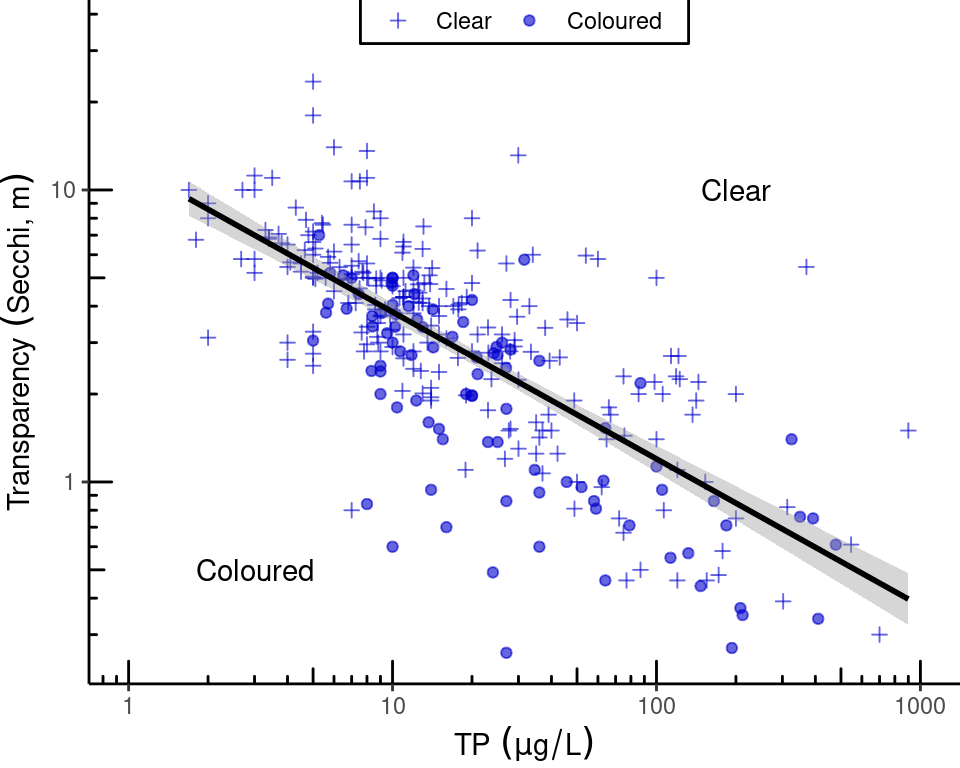 Clear Coloured
Clear
Coloured
10
1
Transparency (Secchi, m)
1 10 100 1000
TP (µg/L)